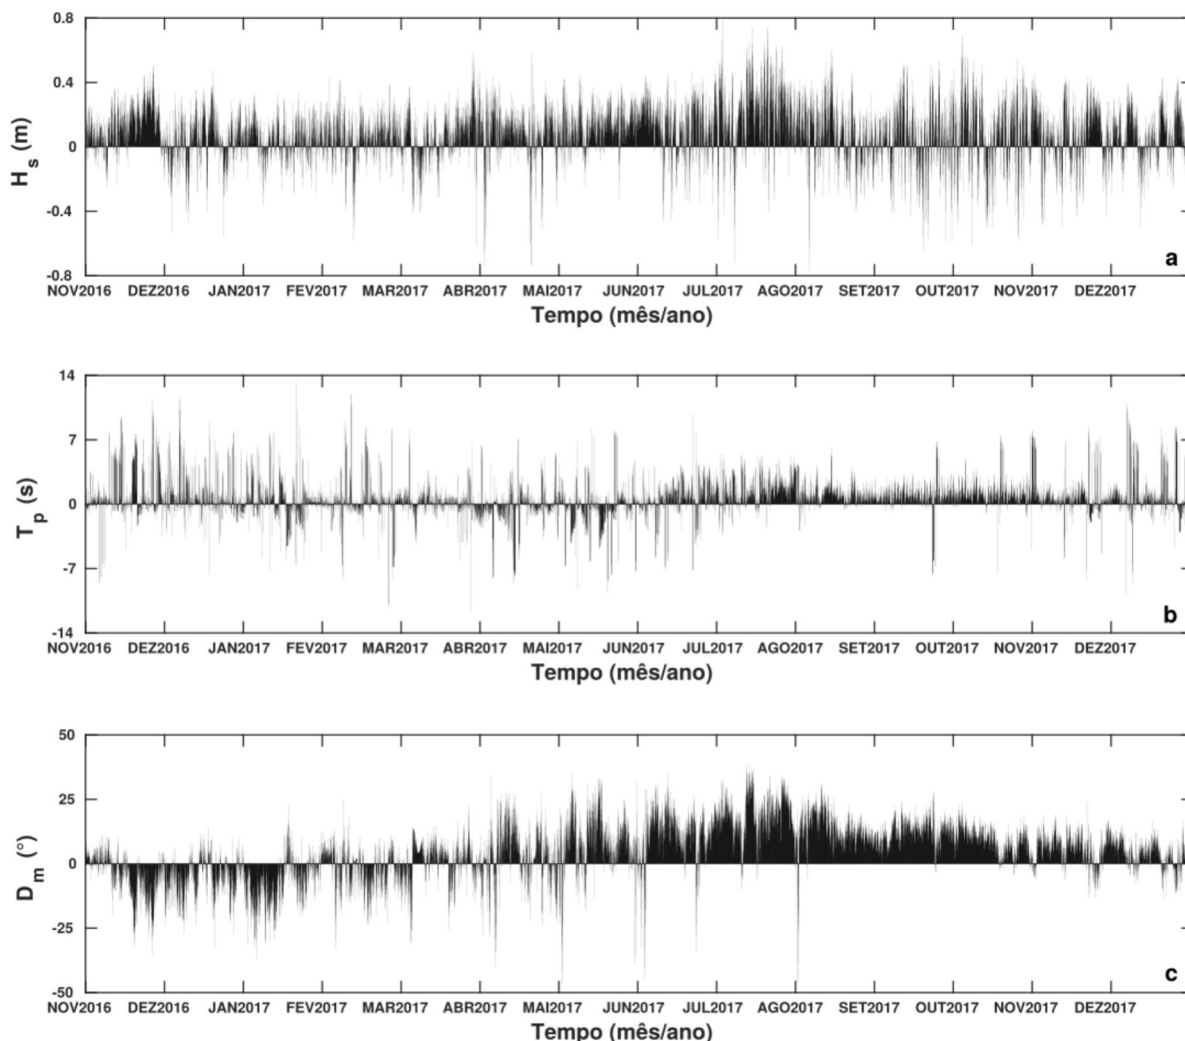 0.8
0.4
0
-0.4
-0.8
H_s (m)
a
NOV2016 DEZ2016 JAN2017 FEV2017 MAR2017 ABR2017 MAI2017 JUN2017 JUL2017 AGO2017 SET2017 OUT2017 NOV2017 DEZ2017
Tempo (mês/ano)
14
7
0
-7
-14
T_p (s)
b
NOV2016 DEZ2016 JAN2017 FEV2017 MAR2017 ABR2017 MAI2017 JUN2017 JUL2017 AGO2017 SET2017 OUT2017 NOV2017 DEZ2017
Tempo (mês/ano)
50
25
0
-25
-50
D_m (°)
c
NOV2016 DEZ2016 JAN2017 FEV2017 MAR2017 ABR2017 MAI2017 JUN2017 JUL2017 AGO2017 SET2017 OUT2017 NOV2017 DEZ2017
Tempo (mês/ano)